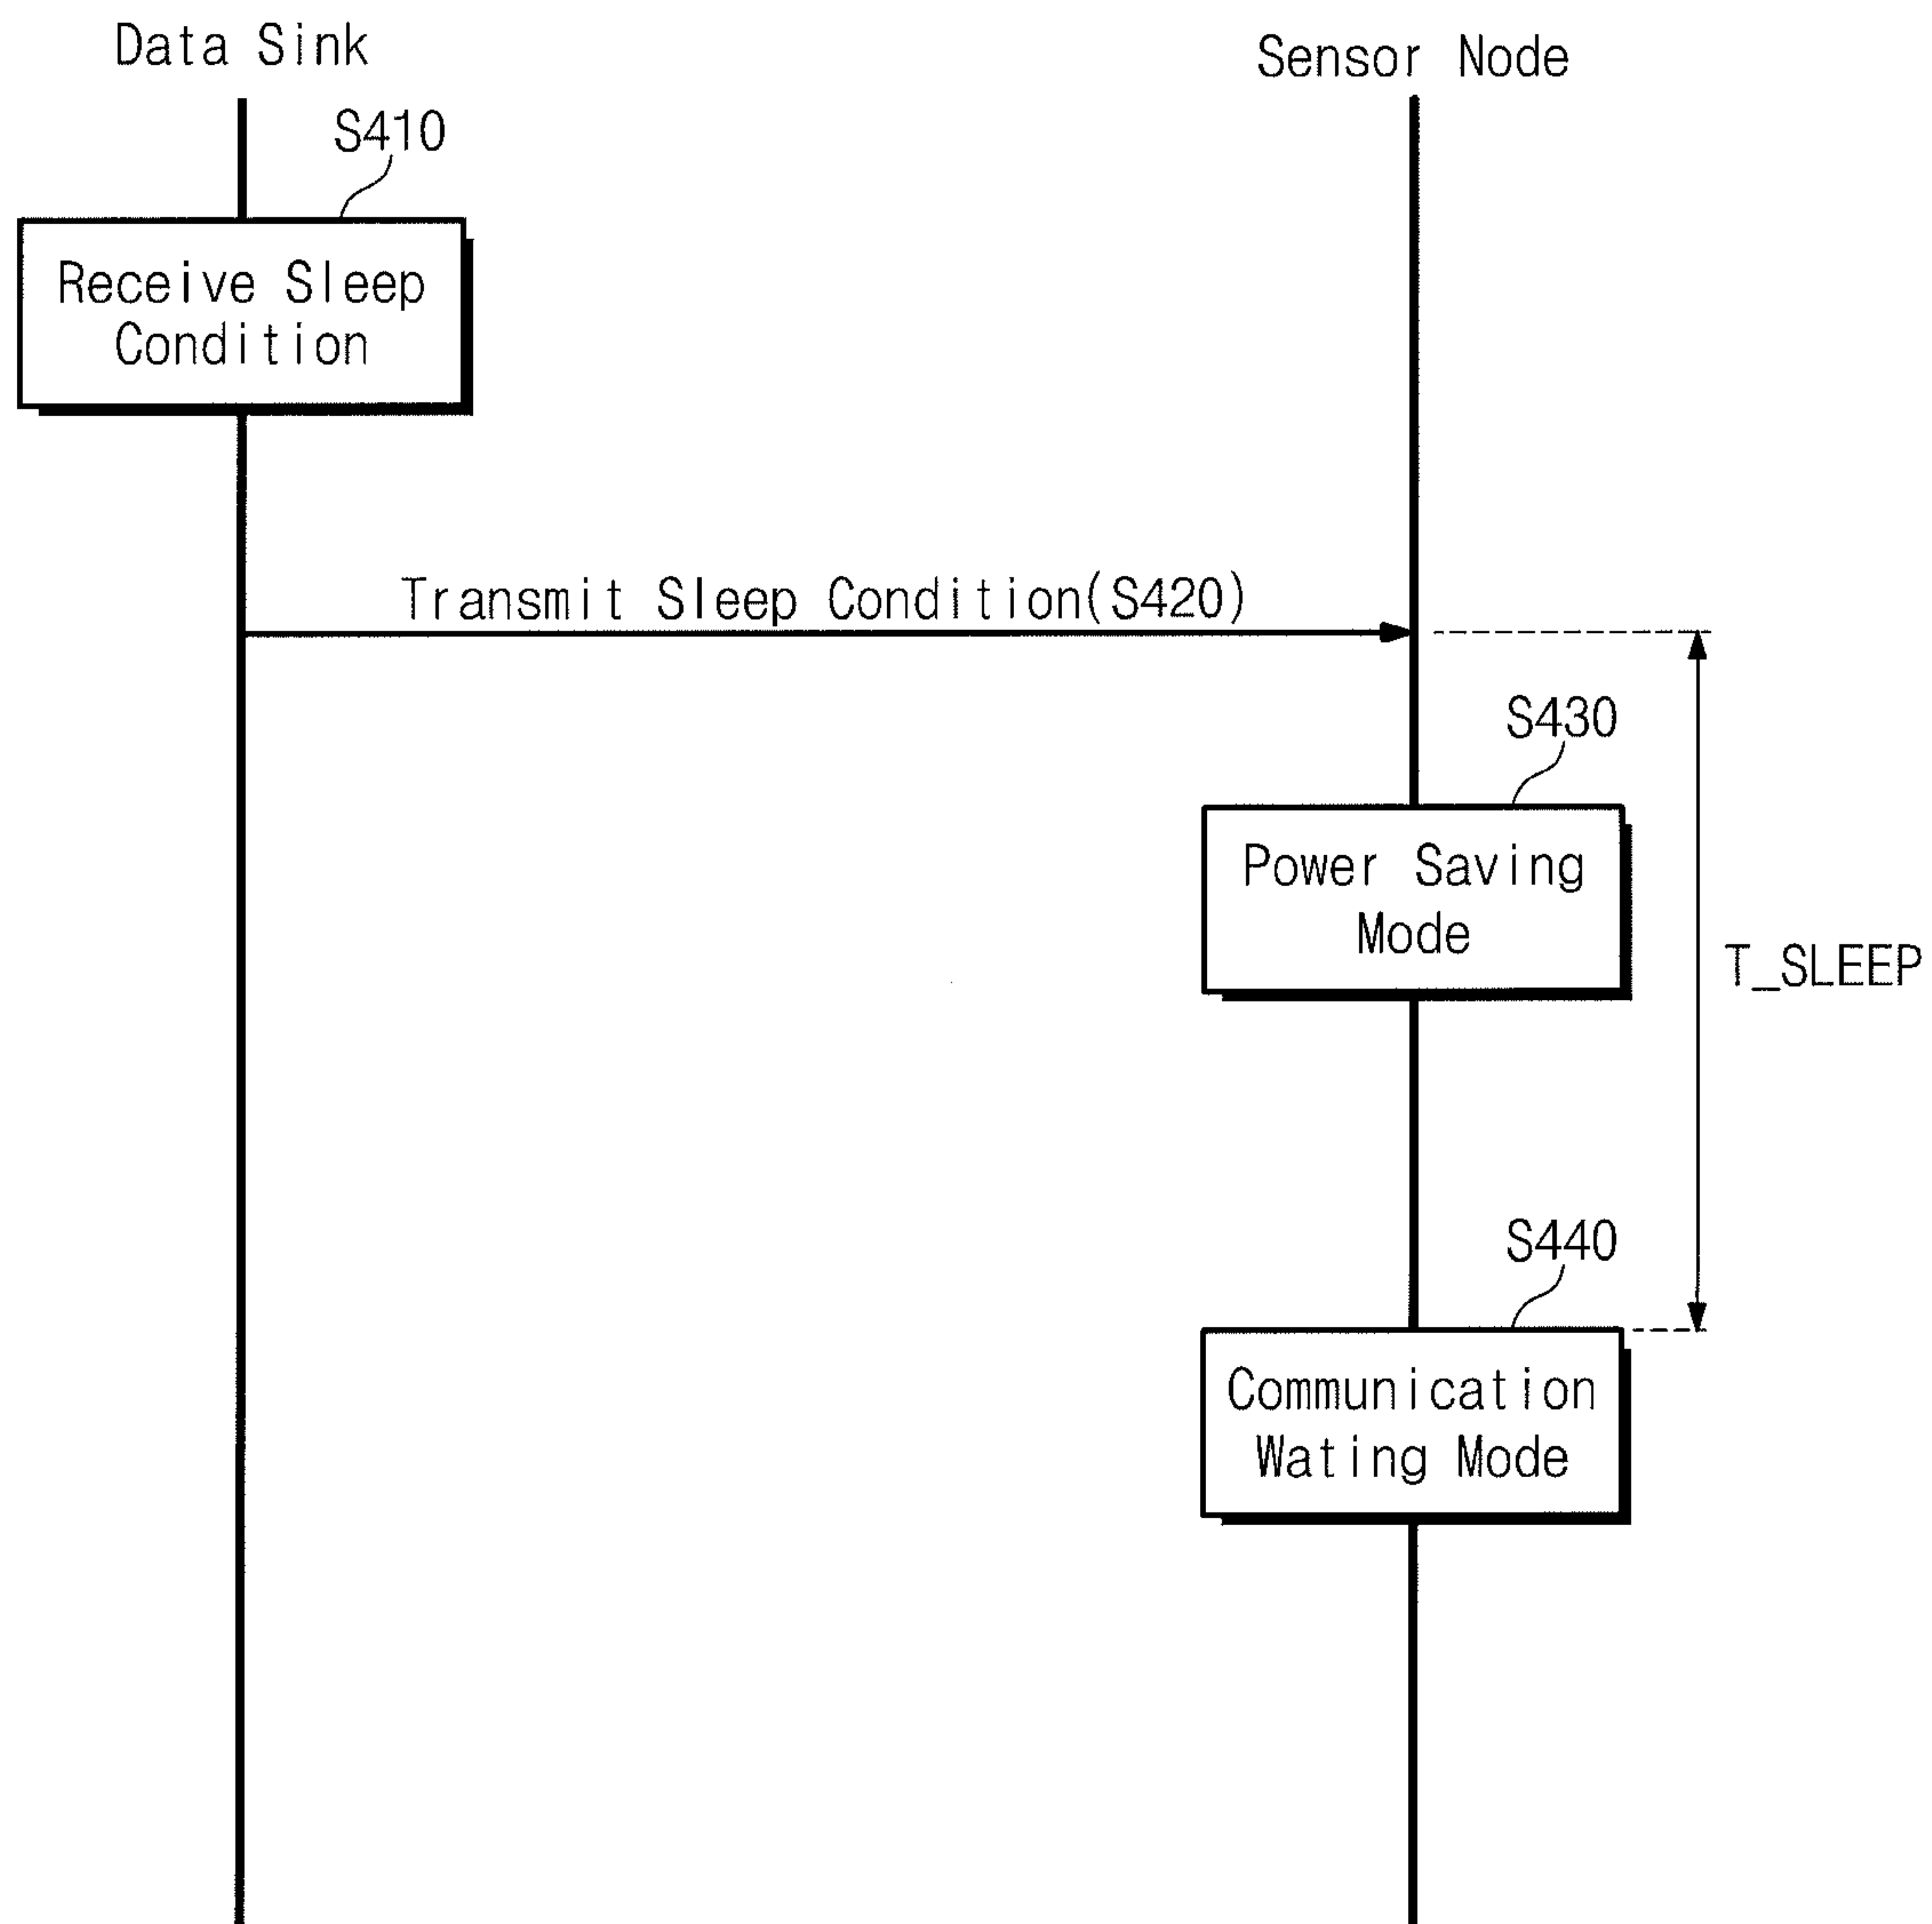 Data Sink
Sensor Node
S410
Receive Sleep
Condition
Transmit Sleep Condition(S420)
S430
Power Saving
Mode
T_SLEEP
S440
Communication
Wating Mode